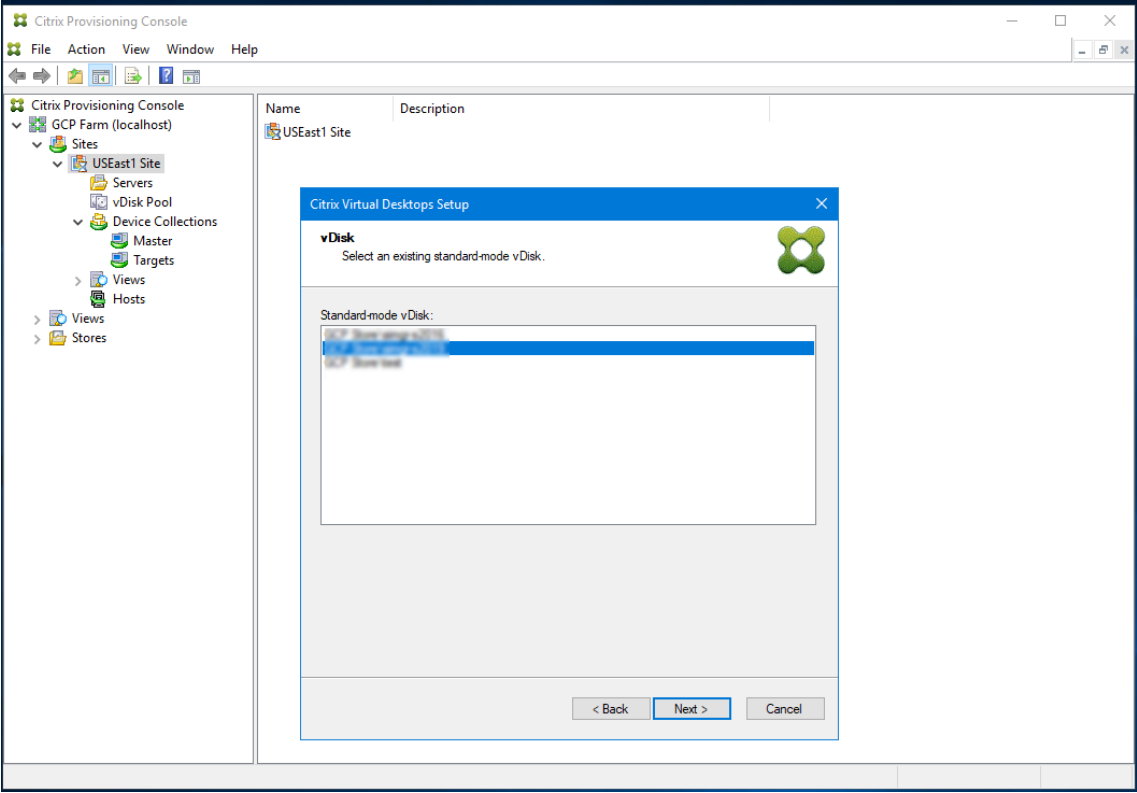 Citrix Provisioning Console
File Action View Window Help
Citrix Provisioning Console
GCP Farm (localhost)
Sites
USEast1 Site
Servers
vDisk Pool
Device Collections
Master
Targets
Views
Hosts
Views
Stores
Name Description
USEast1 Site
Citrix Virtual Desktops Setup
vDisk
Select an existing standard-mode vDisk.
Standard-mode vDisk:
< Back Next > Cancel